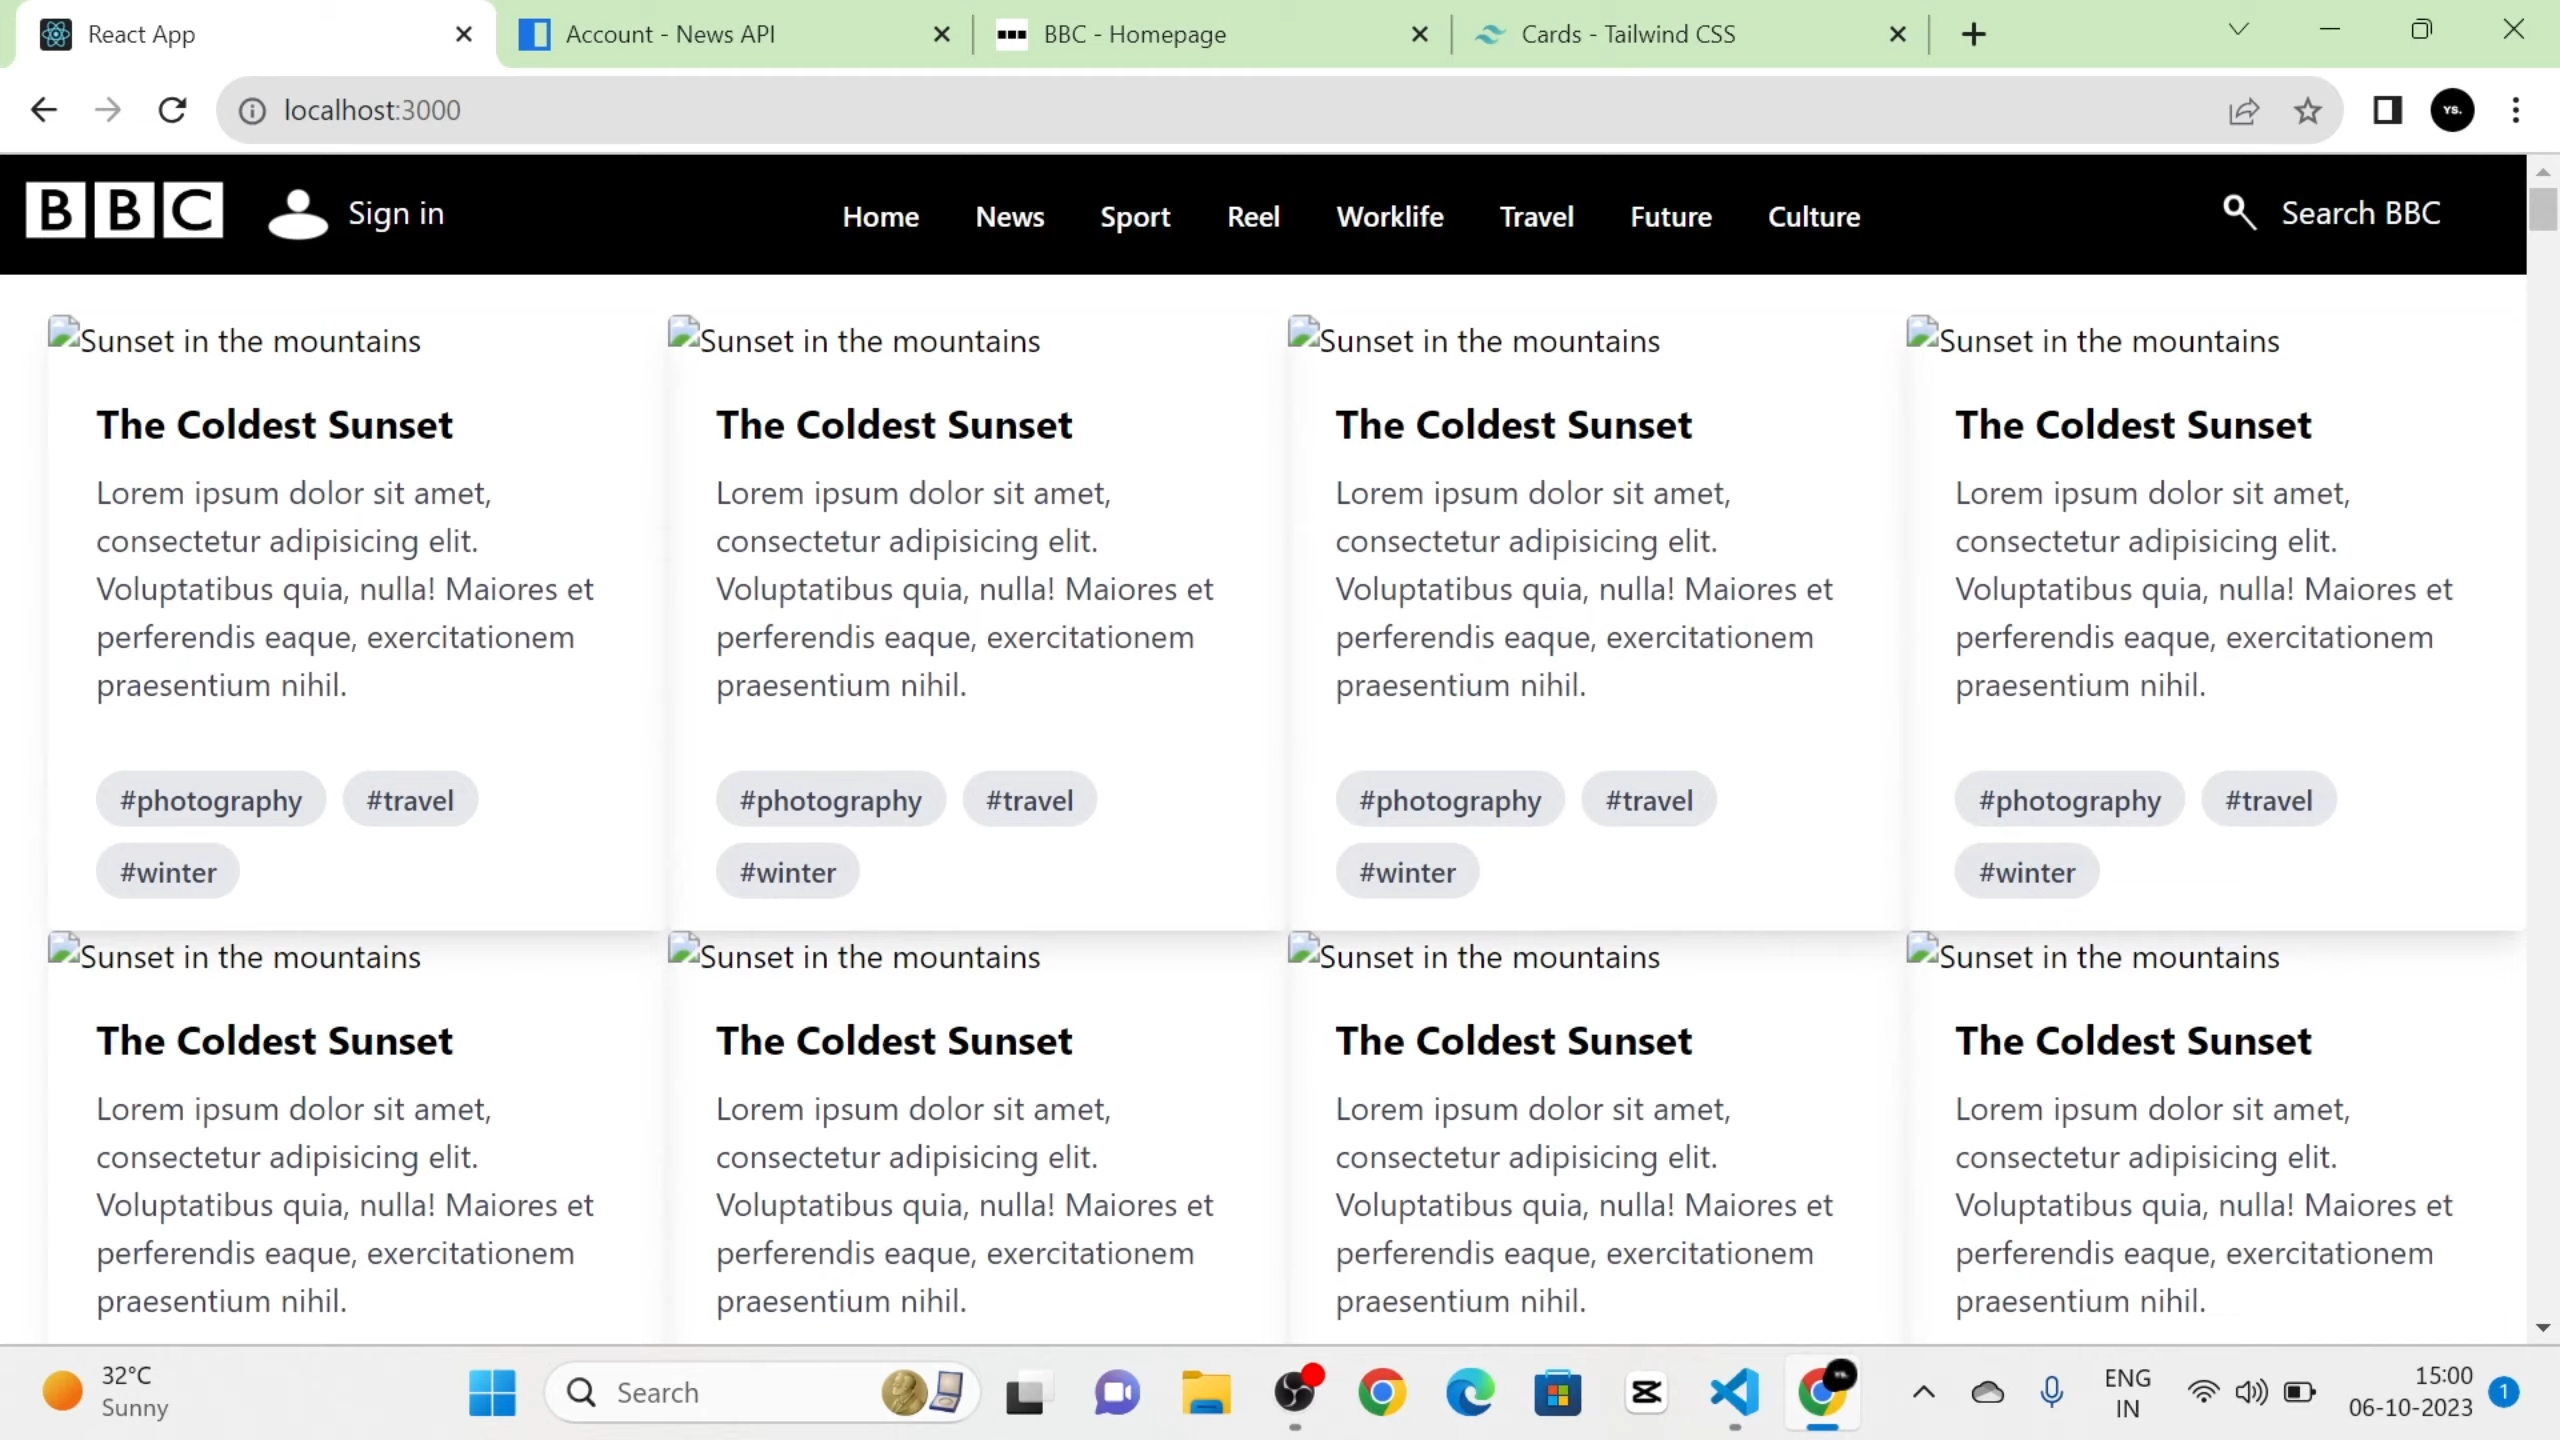 React App
Account - News API
BBC - Homepage
Cards - Tailwind CSS
localhost:3000
YS.
BBC
Sign in
Home News Sport Reel Worklife Travel Future Culture
Search BBC
Sunset in the mountains
The Coldest Sunset
Lorem ipsum dolor sit amet,
consectetur adipisicing elit.
Voluptatibus quia, nulla! Maiores et
perferendis eaque, exercitationem
praesentium nihil.
#photography #travel
#winter
Sunset in the mountains
The Coldest Sunset
Lorem ipsum dolor sit amet,
consectetur adipisicing elit.
Voluptatibus quia, nulla! Maiores et
perferendis eaque, exercitationem
praesentium nihil.
#photography #travel
#winter
Sunset in the mountains
The Coldest Sunset
Lorem ipsum dolor sit amet,
consectetur adipisicing elit.
Voluptatibus quia, nulla! Maiores et
perferendis eaque, exercitationem
praesentium nihil.
#photography #travel
#winter
Sunset in the mountains
The Coldest Sunset
Lorem ipsum dolor sit amet,
consectetur adipisicing elit.
Voluptatibus quia, nulla! Maiores et
perferendis eaque, exercitationem
praesentium nihil.
#photography #travel
#winter
Sunset in the mountains
The Coldest Sunset
Lorem ipsum dolor sit amet,
consectetur adipisicing elit.
Voluptatibus quia, nulla! Maiores et
perferendis eaque, exercitationem
praesentium nihil.
Sunset in the mountains
The Coldest Sunset
Lorem ipsum dolor sit amet,
consectetur adipisicing elit.
Voluptatibus quia, nulla! Maiores et
perferendis eaque, exercitationem
praesentium nihil.
Sunset in the mountains
The Coldest Sunset
Lorem ipsum dolor sit amet,
consectetur adipisicing elit.
Voluptatibus quia, nulla! Maiores et
perferendis eaque, exercitationem
praesentium nihil.
Sunset in the mountains
The Coldest Sunset
Lorem ipsum dolor sit amet,
consectetur adipisicing elit.
Voluptatibus quia, nulla! Maiores et
perferendis eaque, exercitationem
praesentium nihil.
32°C
Sunny
Search
ENG
IN
15:00
06-10-2023
1